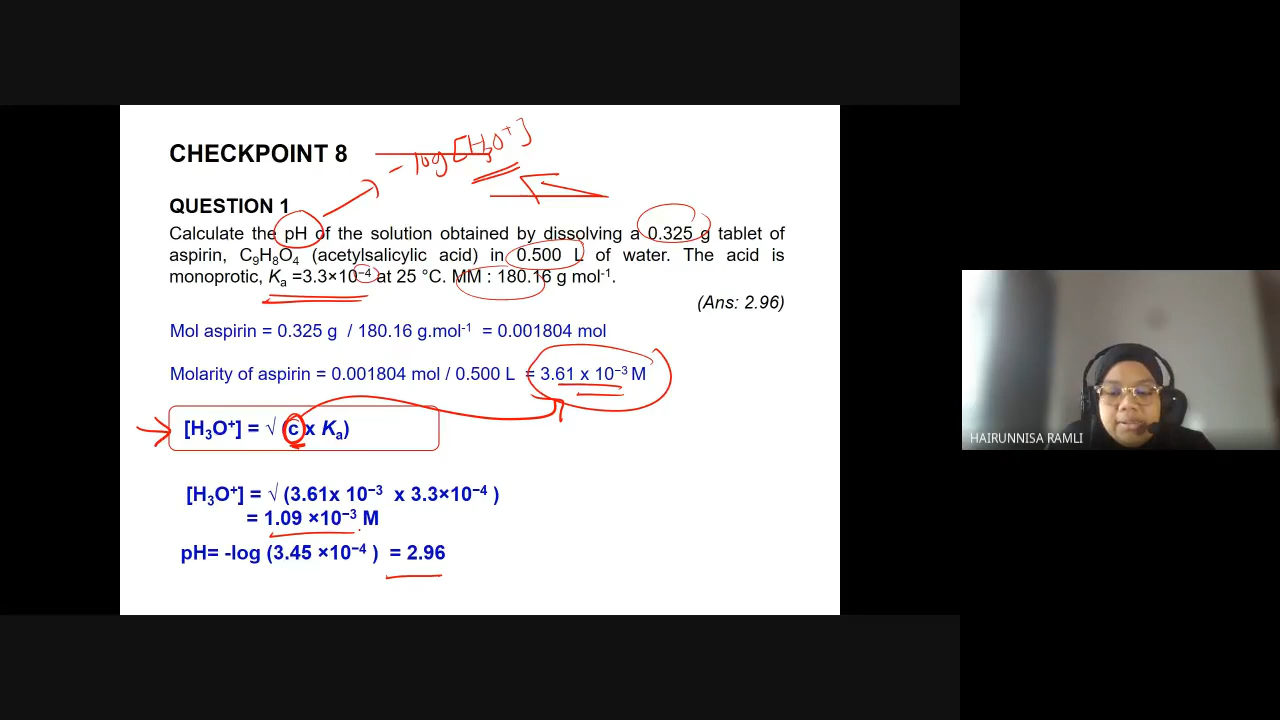 CHECKPOINT 8
- log [H₃O⁺]
QUESTION 1
Calculate the pH of the solution obtained by dissolving a 0.325 g tablet of
aspirin, C₉H₈O₄ (acetylsalicylic acid) in 0.500 L of water. The acid is
monoprotic, Kₐ =3.3×10⁻⁴ at 25 °C. MM : 180.16 g mol⁻¹.
(Ans: 2.96)
Mol aspirin = 0.325 g / 180.16 g.mol⁻¹ = 0.001804 mol
Molarity of aspirin = 0.001804 mol / 0.500 L = 3.61 x 10⁻³ M
[H₃O⁺] = √ (c x Kₐ)
[H₃O⁺] = √ (3.61x 10⁻³ x 3.3×10⁻⁴ )
= 1.09 ×10⁻³ M
pH= -log (3.45 ×10⁻⁴ ) = 2.96
HAIRUNNISA RAMLI